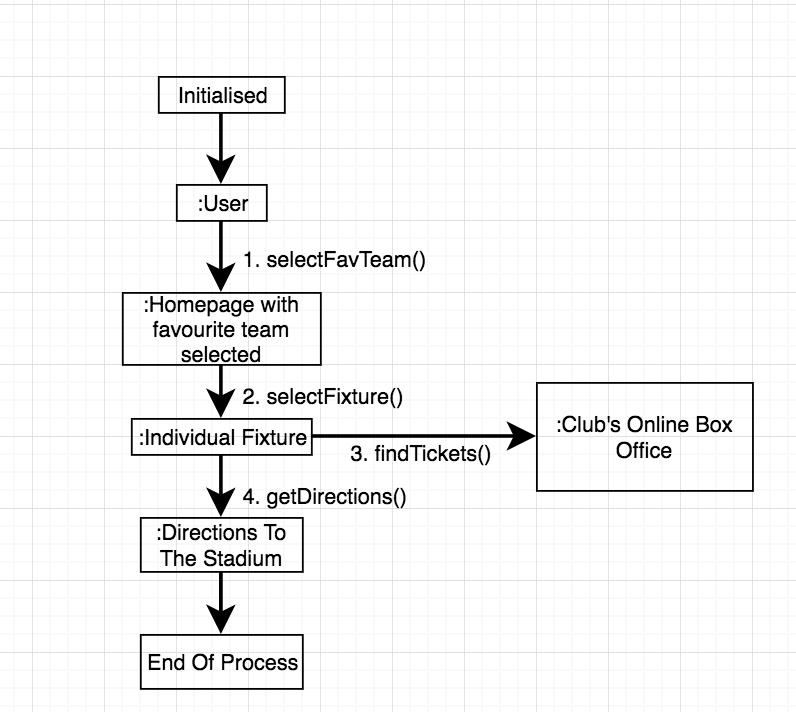 Initialised
:User
1. selectFavTeam()
:Homepage with
favourite team
selected
2. selectFixture()
:Individual Fixture
3. findTickets()
:Club's Online Box
Office
4. getDirections()
:Directions To
The Stadium
End Of Process